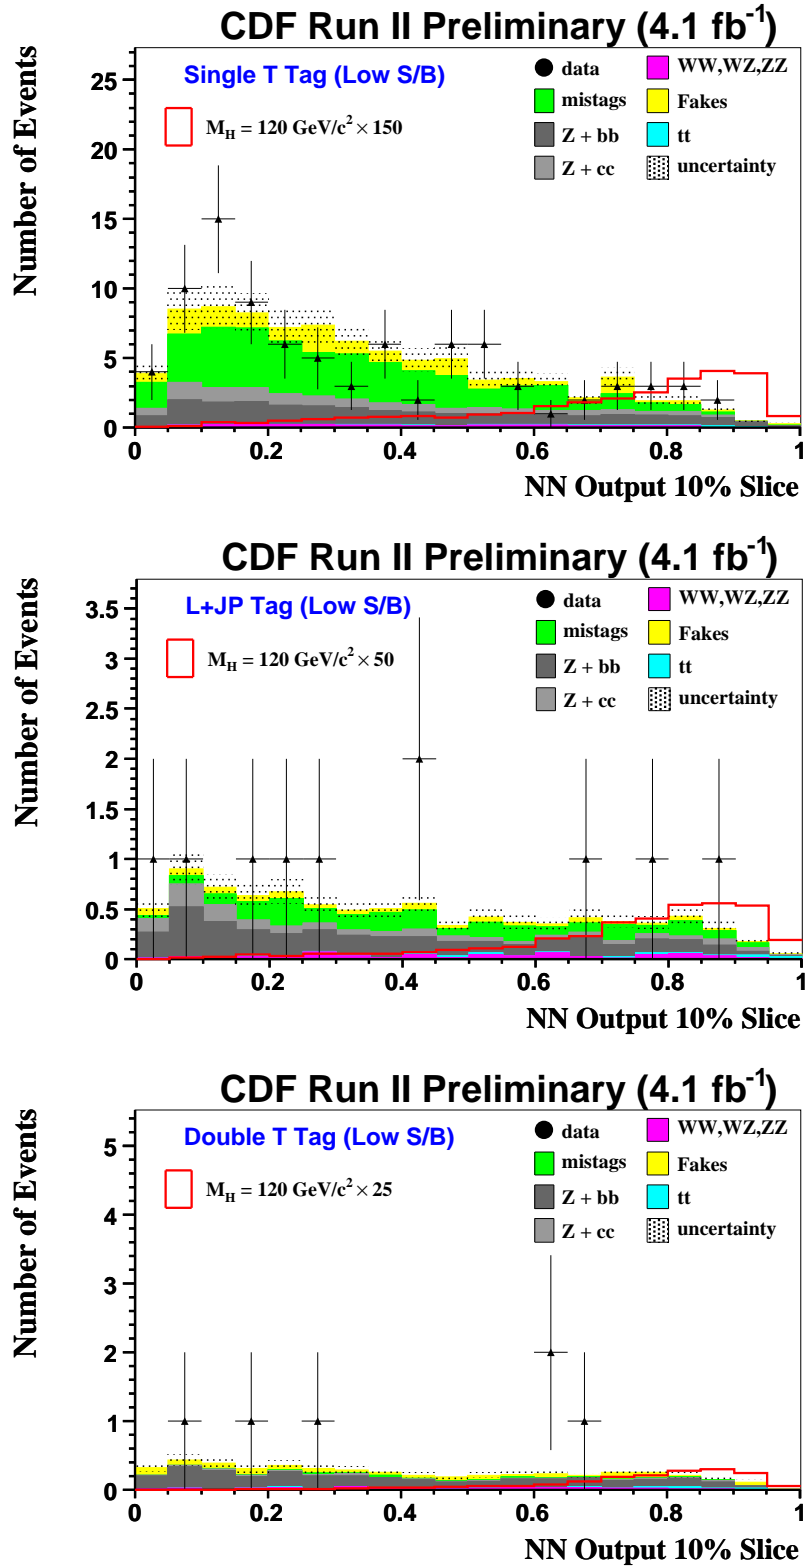 CDF Run II Preliminary (4.1 fb-1)
Number of Events
Single T Tag (Low S/B)
MH = 120 GeV/c2 × 150
data
mistags
Z + bb
Z + cc
WW,WZ,ZZ
Fakes
tt
uncertainty
25
20
15
10
5
0
0 0.2 0.4 0.6 0.8 1
NN Output 10% Slice
CDF Run II Preliminary (4.1 fb-1)
Number of Events
L+JP Tag (Low S/B)
MH = 120 GeV/c2 × 50
data
mistags
Z + bb
Z + cc
WW,WZ,ZZ
Fakes
tt
uncertainty
3.5
3
2.5
2
1.5
1
0.5
0
0 0.2 0.4 0.6 0.8 1
NN Output 10% Slice
CDF Run II Preliminary (4.1 fb-1)
Number of Events
Double T Tag (Low S/B)
MH = 120 GeV/c2 × 25
data
mistags
Z + bb
Z + cc
WW,WZ,ZZ
Fakes
tt
uncertainty
5
4
3
2
1
0
0 0.2 0.4 0.6 0.8 1
NN Output 10% Slice